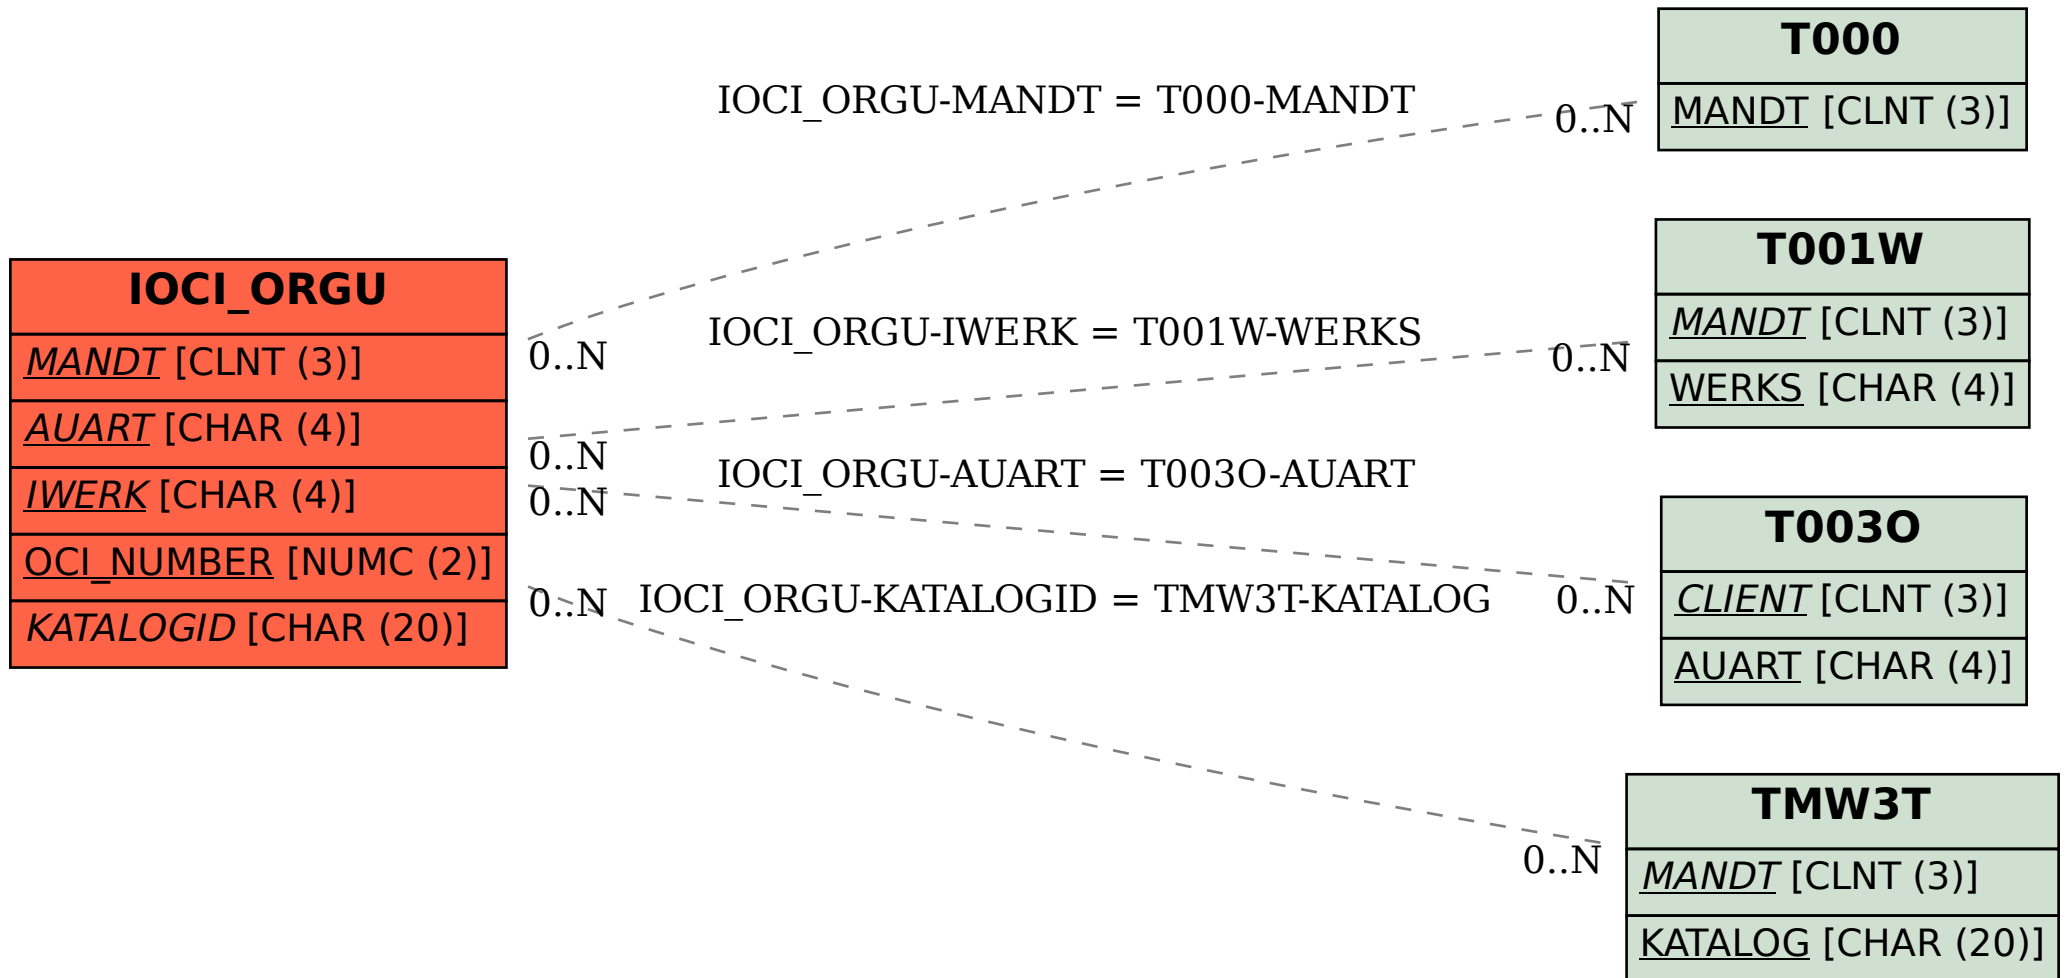 IOCI_ORGU
MANDT [CLNT (3)]
AUART [CHAR (4)]
IWERK [CHAR (4)]
OCI_NUMBER [NUMC (2)]
KATALOGID [CHAR (20)]
IOCI_ORGU-MANDT = T000-MANDT
0..N
0..N
IOCI_ORGU-IWERK = T001W-WERKS
0..N
0..N
IOCI_ORGU-AUART = T003O-AUART
0..N
0..N
IOCI_ORGU-KATALOGID = TMW3T-KATALOG
0..N
0..N
T000
MANDT [CLNT (3)]
T001W
MANDT [CLNT (3)]
WERKS [CHAR (4)]
T003O
CLIENT [CLNT (3)]
AUART [CHAR (4)]
TMW3T
MANDT [CLNT (3)]
KATALOG [CHAR (20)]